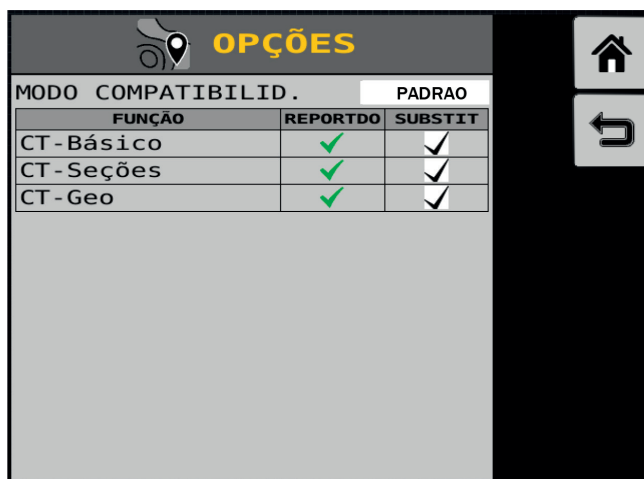 OPÇÕES
MODO COMPATIBILID. PADRAO
FUNÇÃO REPORTDO SUBSTIT
CT-Básico
CT-Seções
CT-Geo